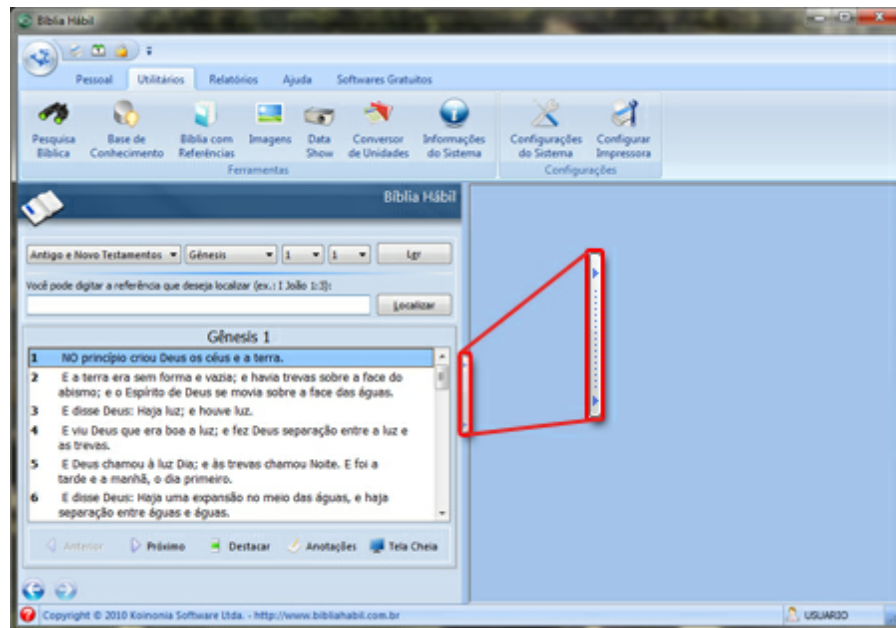 Bíblia Hábil
Pessoal Utilitários Relatórios Ajuda Softwares Gratuitos
Pesquisa Bíblica
Base de Conhecimento
Bíblia com Referências
Imagens
Data Show
Conversor de Unidades
Informações do Sistema
Configurações do Sistema
Configurar Impressora
Ferramentas
Configurações
Bíblia Hábil
Antigo e Novo Testamentos Gênesis 1 1 Ler
Você pode digitar a referência que deseja localizar (ex.: I João 1:3):
Localizar
Gênesis 1
1 NO princípio criou Deus os céus e a terra.
2 E a terra era sem forma e vazia; e havia trevas sobre a face do
abismo; e o Espírito de Deus se movia sobre a face das águas.
3 E disse Deus: Haja luz; e houve luz.
4 E viu Deus que era boa a luz; e fez Deus separação entre a luz e
as trevas.
5 E Deus chamou à luz Dia; e às trevas chamou Noite. E foi a
tarde e a manhã, o dia primeiro.
6 E disse Deus: Haja uma expansão no meio das águas, e haja
separação entre águas e águas.
Anterior Próximo Destacar Anotações Tela Cheia
Copyright © 2010 Koinonia Software Ltda. - http://www.bibliahabil.com.br
USUARIO